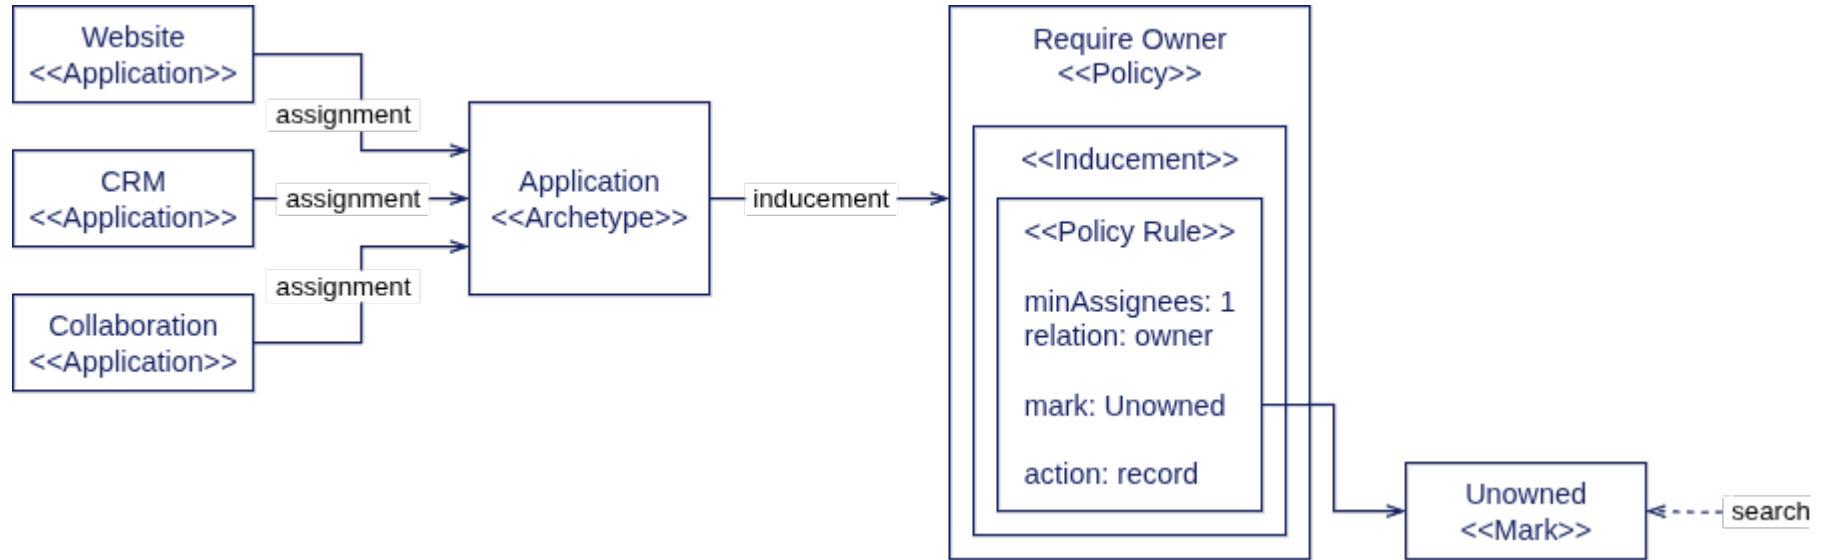 Website
<<Application>>
assignment
CRM
<<Application>>
assignment
Collaboration
<<Application>>
assignment
Application
<<Archetype>>
inducement
Require Owner
<<Policy>>
<<Inducement>>
<<Policy Rule>>
minAssignees: 1
relation: owner
mark: Unowned
action: record
Unowned
<<Mark>>
search